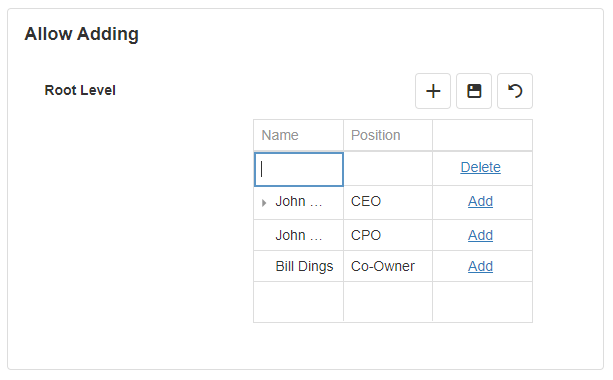 Allow Adding
Root Level
Name Position
Delete
John ... CEO Add
John ... CPO Add
Bill Dings Co-Owner Add